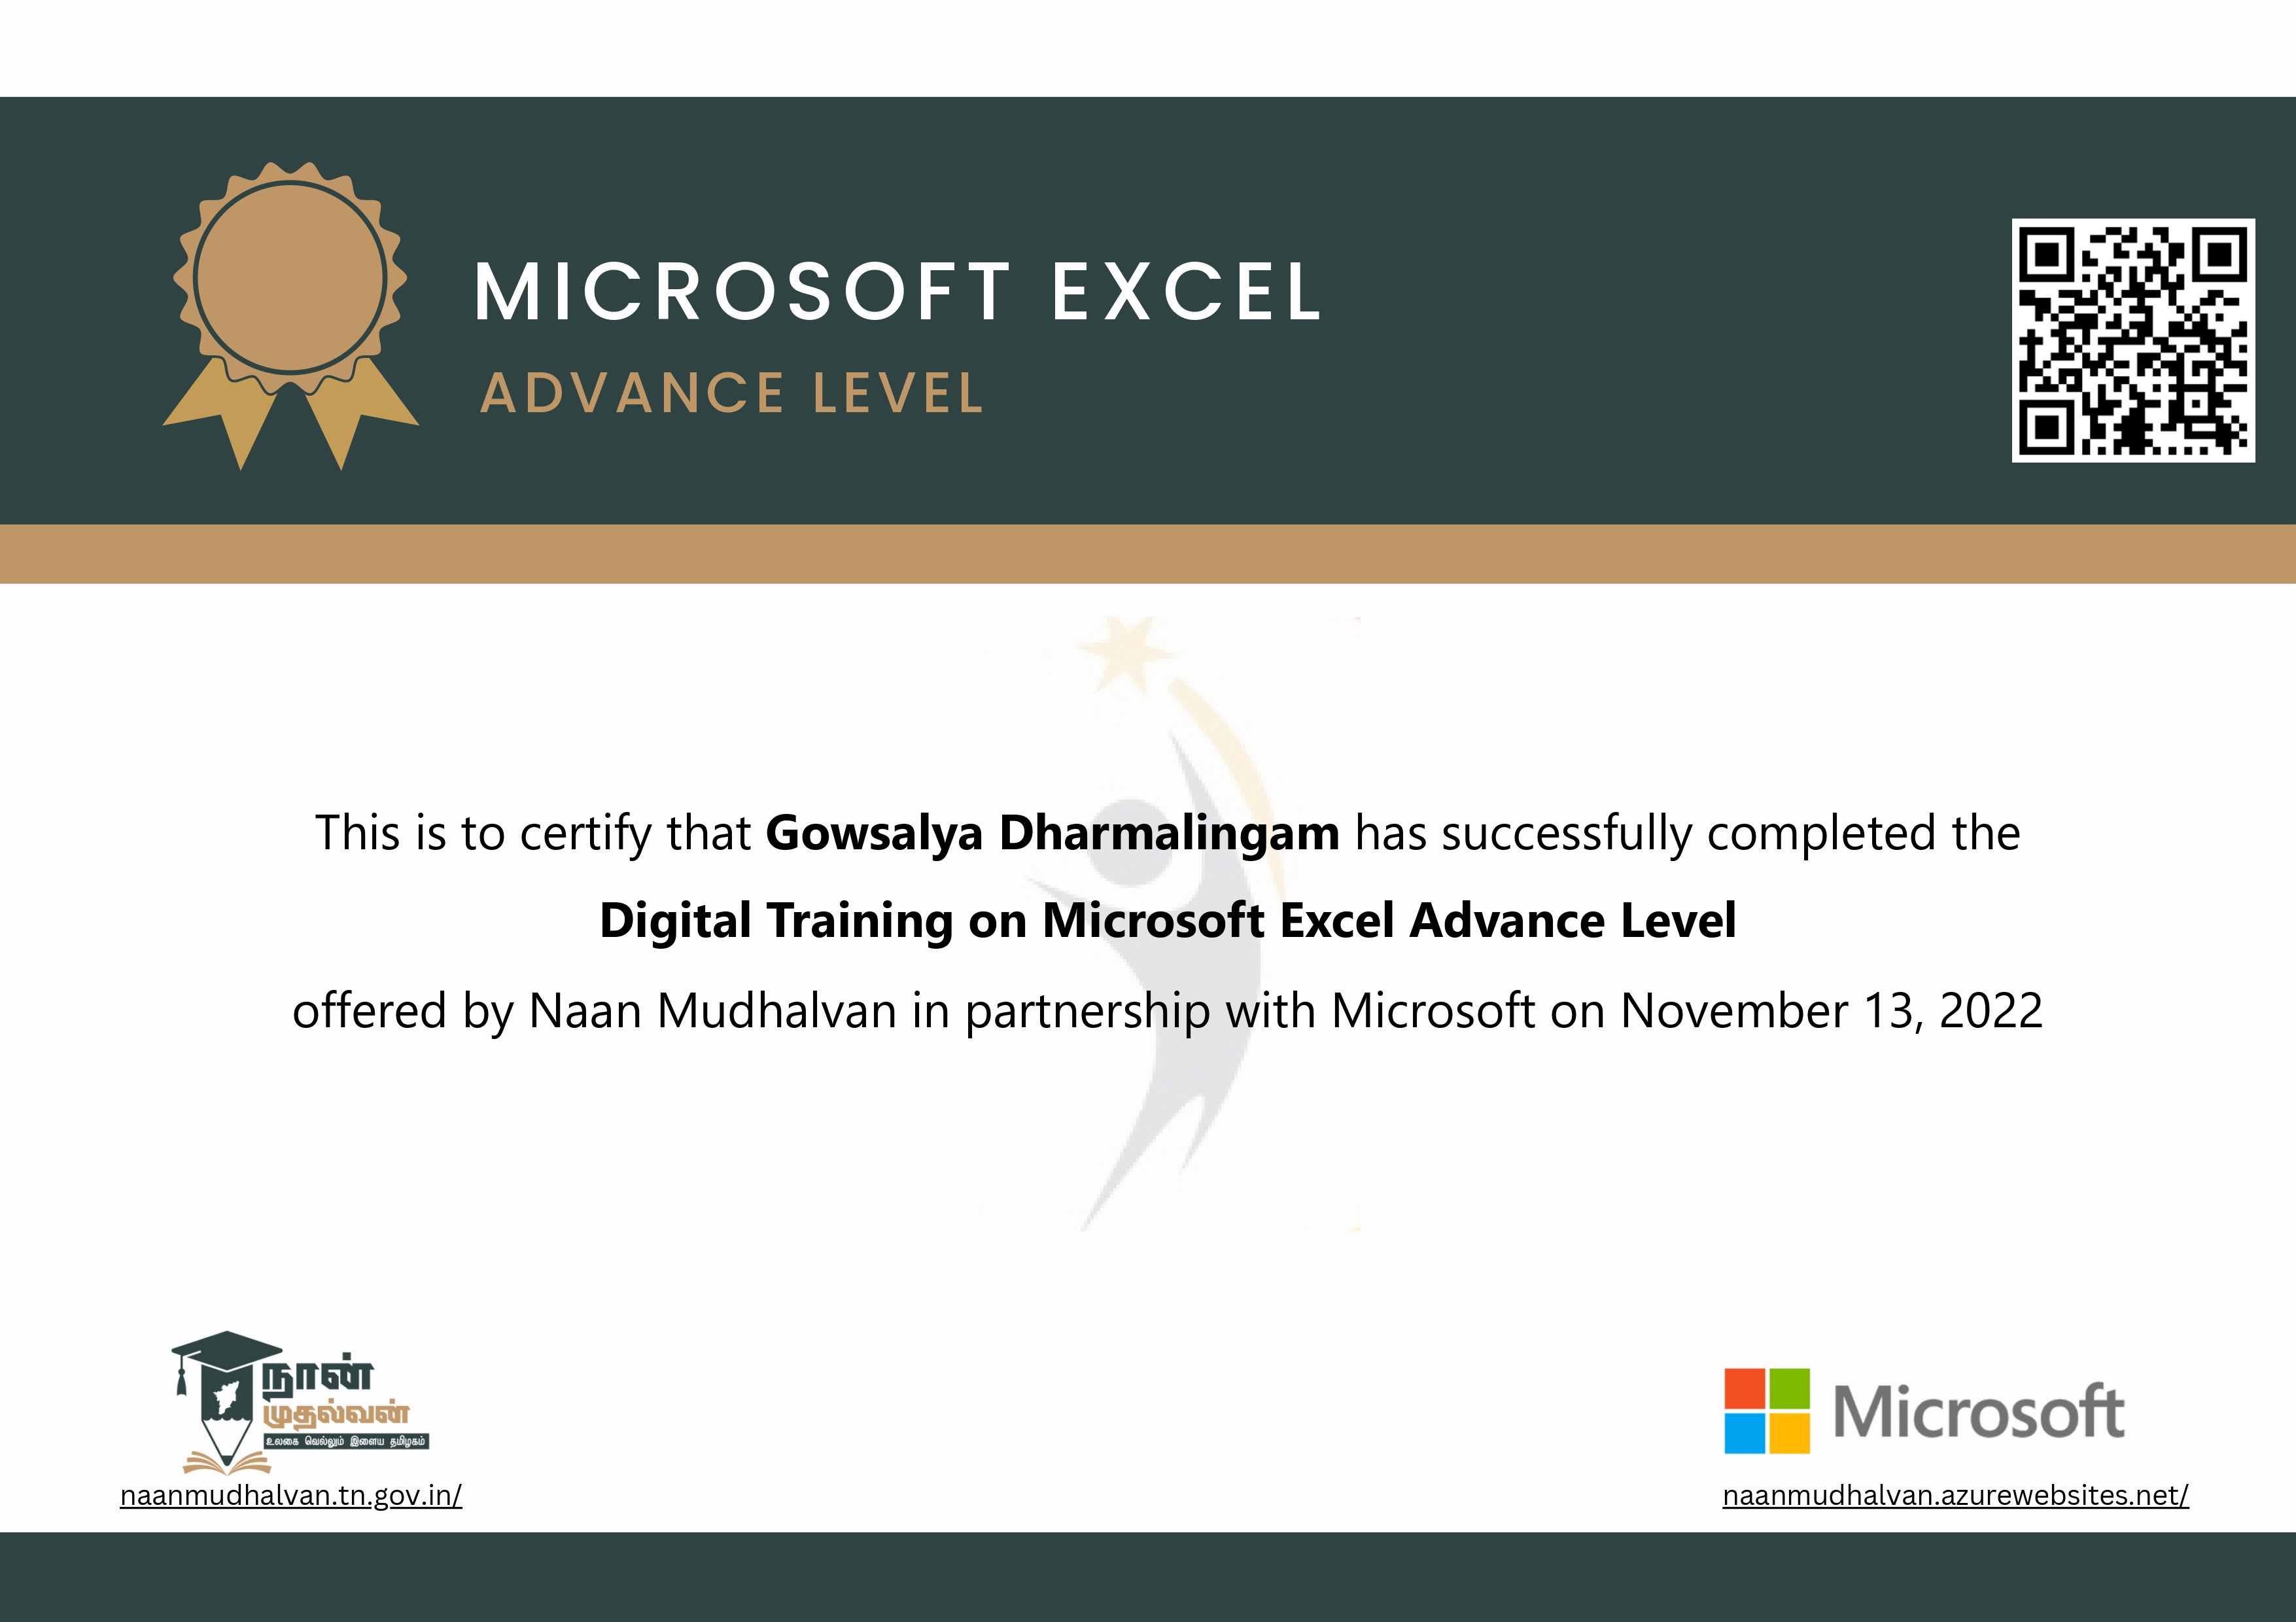 MICROSOFT EXCEL
ADVANCE LEVEL
This is to certify that Gowsalya Dharmalingam has successfully completed the
Digital Training on Microsoft Excel Advance Level
offered by Naan Mudhalvan in partnership with Microsoft on November 13, 2022
நான்
முதல்வன்
உலகை வெல்லும் இளைய தமிழகம்
naanmudhalvan.tn.gov.in/
Microsoft
naanmudhalvan.azurewebsites.net/